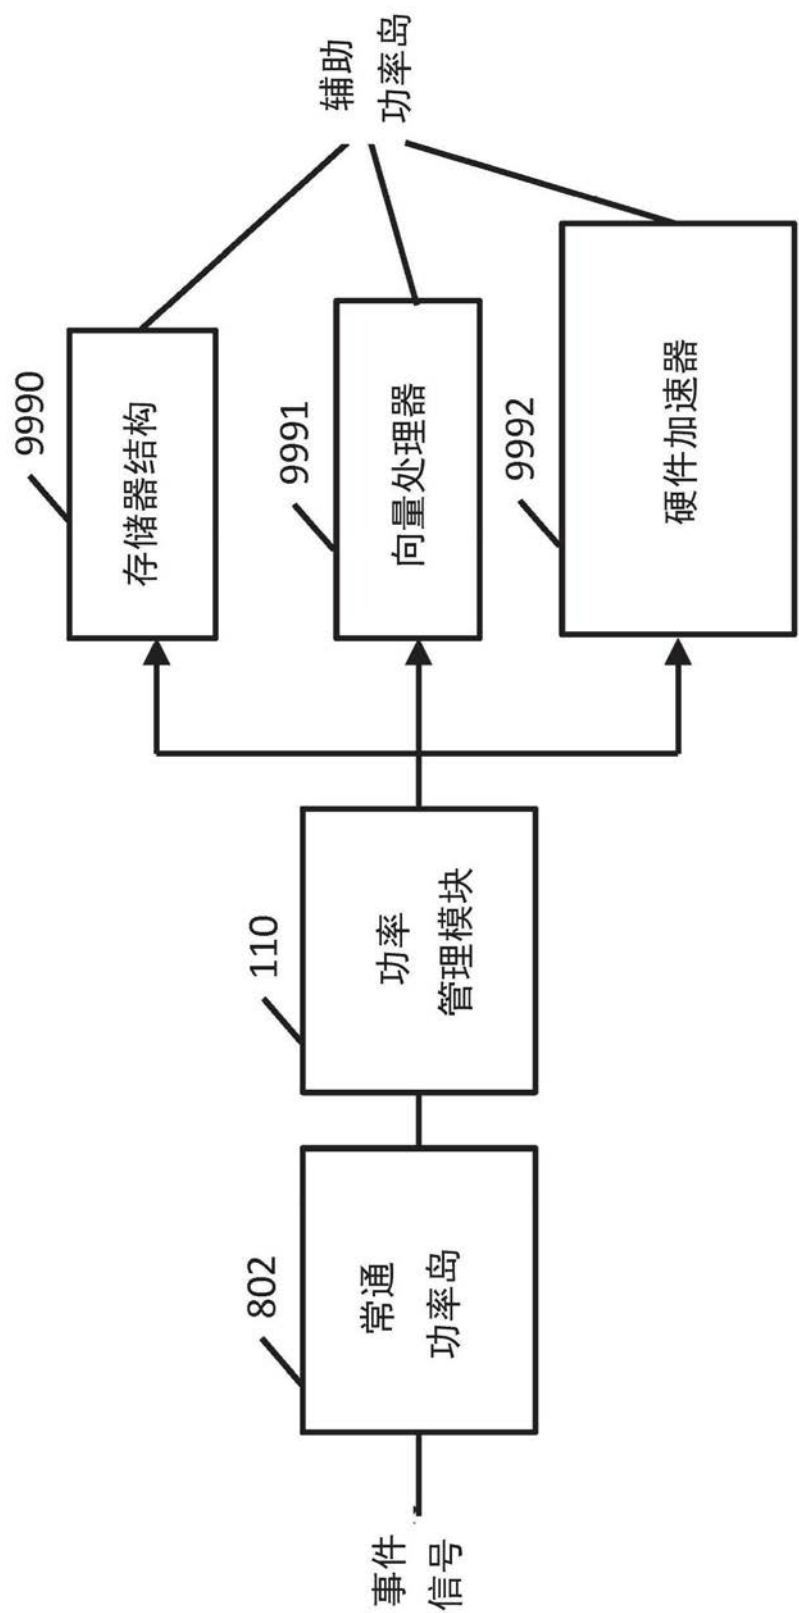 事件
信号
802
常通
功率岛
110
功率
管理模块
9990
存储器结构
9991
向量处理器
9992
硬件加速器
辅助
功率岛